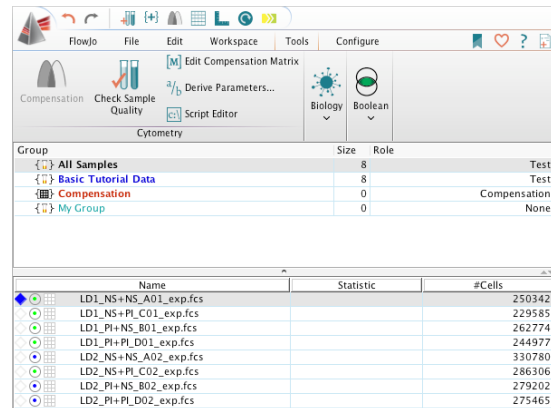 FlowJo File Edit Workspace Tools Configure
[M] Edit Compensation Matrix
a/b Derive Parameters...
c:\ Script Editor
Compensation
Check Sample
Quality
Biology
Boolean
Cytometry
Group Size Role
All Samples 8 Test
Basic Tutorial Data 8 Test
Compensation 0 Compensation
My Group 0 None
Name Statistic #Cells
LD1_NS+NS_A01_exp.fcs 250342
LD1_NS+PI_C01_exp.fcs 229585
LD1_PI+NS_B01_exp.fcs 262774
LD1_PI+PI_D01_exp.fcs 244977
LD2_NS+NS_A02_exp.fcs 330780
LD2_NS+PI_C02_exp.fcs 286306
LD2_PI+NS_B02_exp.fcs 279202
LD2_PI+PI_D02_exp.fcs 275465